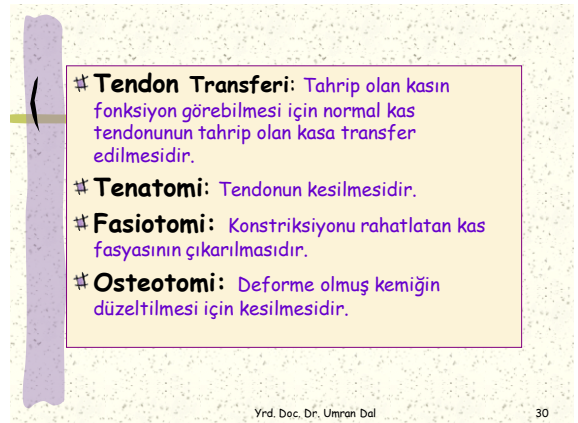 Tendon Transferi: Tahrip olan kasın
fonksiyon görebilmesi için normal kas
tendonunun tahrip olan kasa transfer
edilmesidir.
Tenatomi: Tendonun kesilmesidir.
Fasiotomi: Konstriksiyonu rahatlatan kas
fasyasının çıkarılmasıdır.
Osteotomi: Deforme olmuş kemiğin
düzeltilmesi için kesilmesidir.
Yrd. Doc. Dr. Umran Dal
30